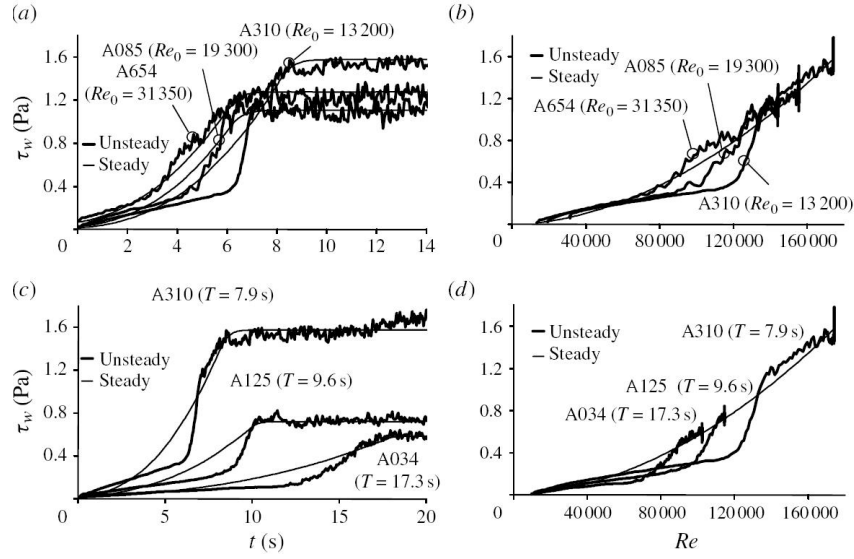 (a)
A310 (Re₀ = 13 200)
A085 (Re₀ = 19 300)
A654
(Re₀ = 31 350)
1.6
1.2
0.8
0.4
0
τw (Pa)
Unsteady
Steady
2 4 6 8 10 12 14
(b)
Unsteady
Steady
A085 (Re₀ = 19 300)
A654 (Re₀ = 31 350)
A310 (Re₀ = 13 200)
1.6
1.2
0.8
0.4
0
40 000 80 000 120 000 160 000
(c)
A310 (T = 7.9 s)
1.6
1.2
0.8
0.4
0
τw (Pa)
Unsteady
Steady
A125 (T = 9.6 s)
A034
(T = 17.3 s)
5 10 15 20
t (s)
(d)
Unsteady
Steady
A310 (T = 7.9 s)
A125 (T = 9.6 s)
A034 (T = 17.3 s)
1.6
1.2
0.8
0.4
0
40 000 80 000 120 000 160 000
Re